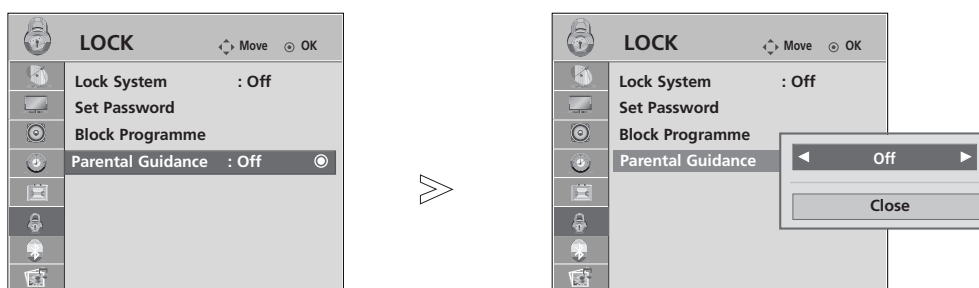 LOCK
Move
OK
Lock System : Off
Set Password
Block Programme
Parental Guidance : Off
LOCK
Move
OK
Lock System : Off
Set Password
Block Programme
Parental Guidance
Off
Close